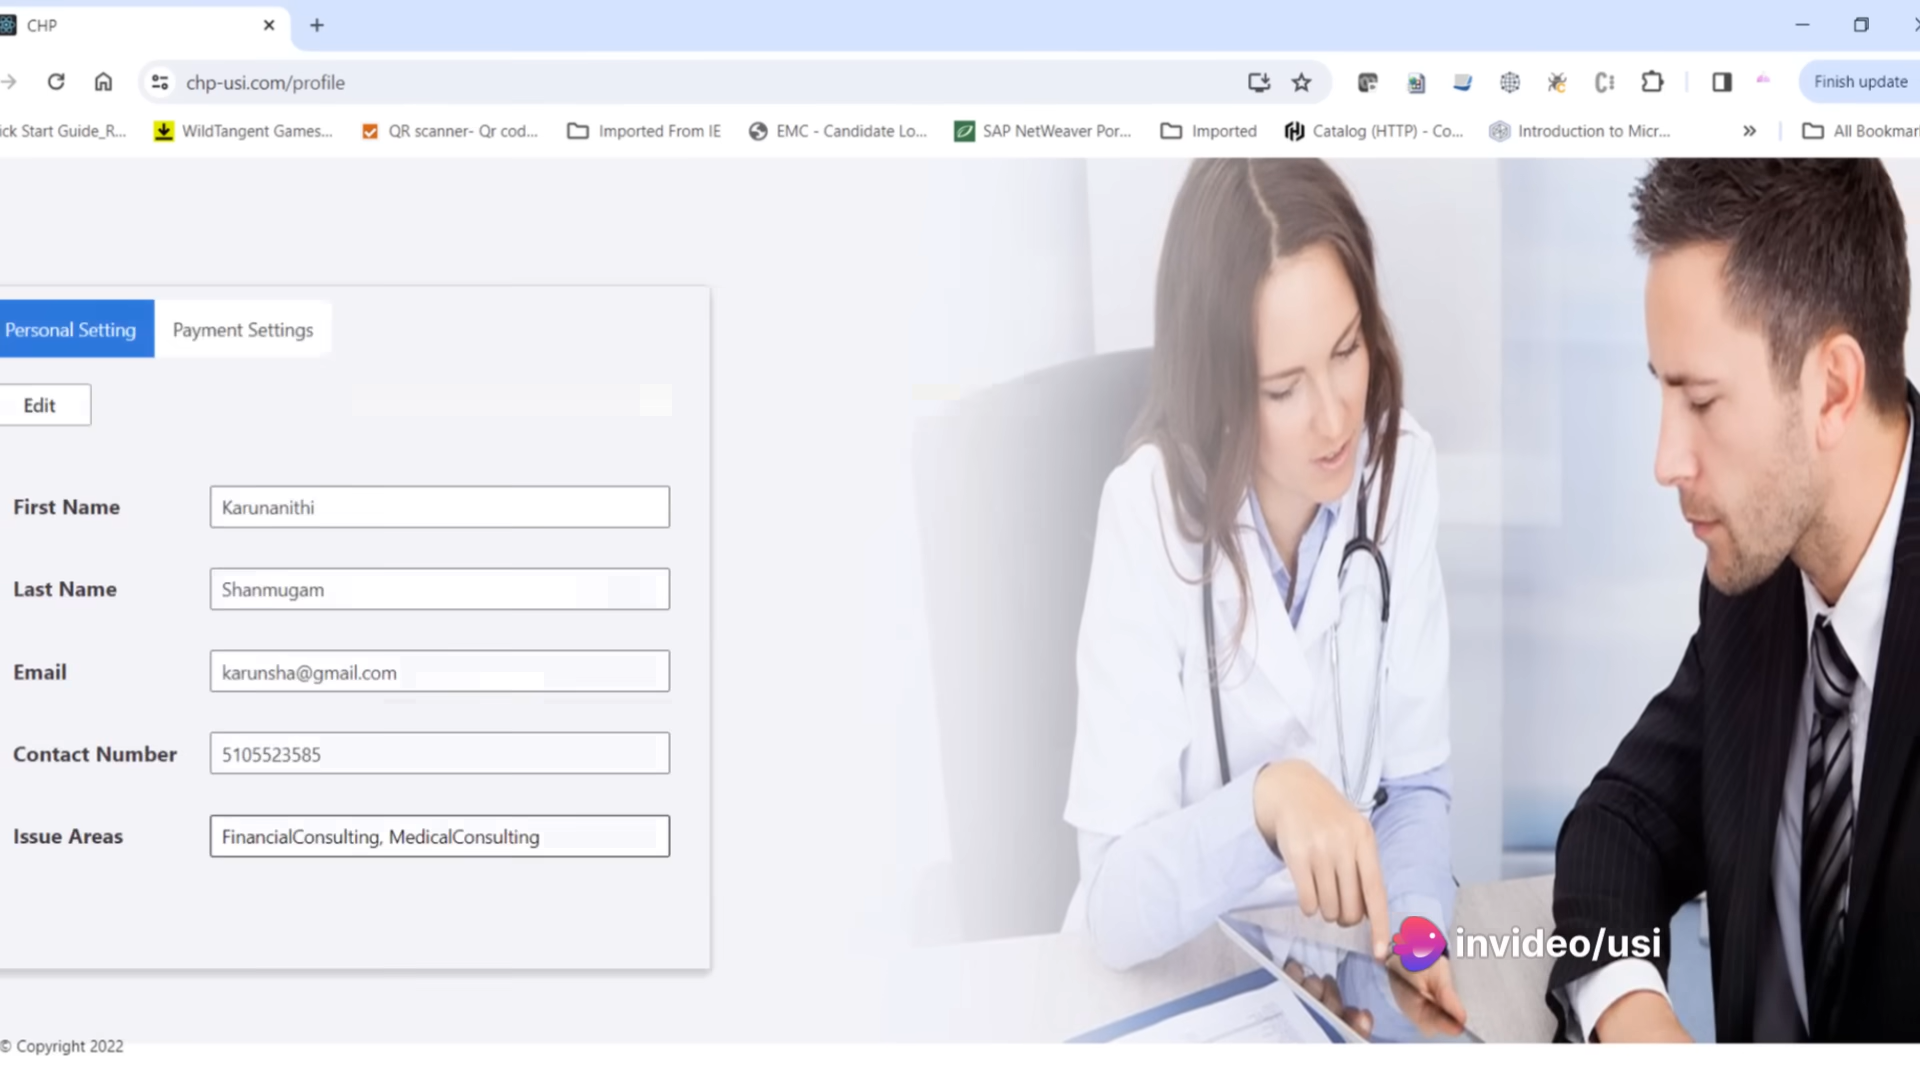 CHP
chp-usi.com/profile
Finish update
ick Start Guide_R...
WildTangent Games...
QR scanner- Qr cod...
Imported From IE
EMC - Candidate Lo...
SAP NetWeaver Por...
Imported
Catalog (HTTP) - Co...
Introduction to Micr...
All Bookmar
Personal Setting
Payment Settings
Edit
First Name
Karunanithi
Last Name
Shanmugam
Email
karunsha@gmail.com
Contact Number
5105523585
Issue Areas
FinancialConsulting, MedicalConsulting
invideo/usi
© Copyright 2022